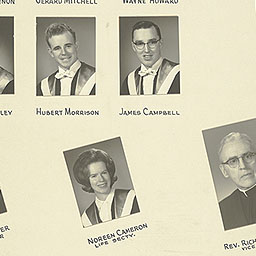 GERARD MITCHELL
WAYNE HOWARD
HUBERT MORRISON
JAMES CAMPBELL
NOREEN CAMERON
LIFE SECTY.
REV. RICH
VICE